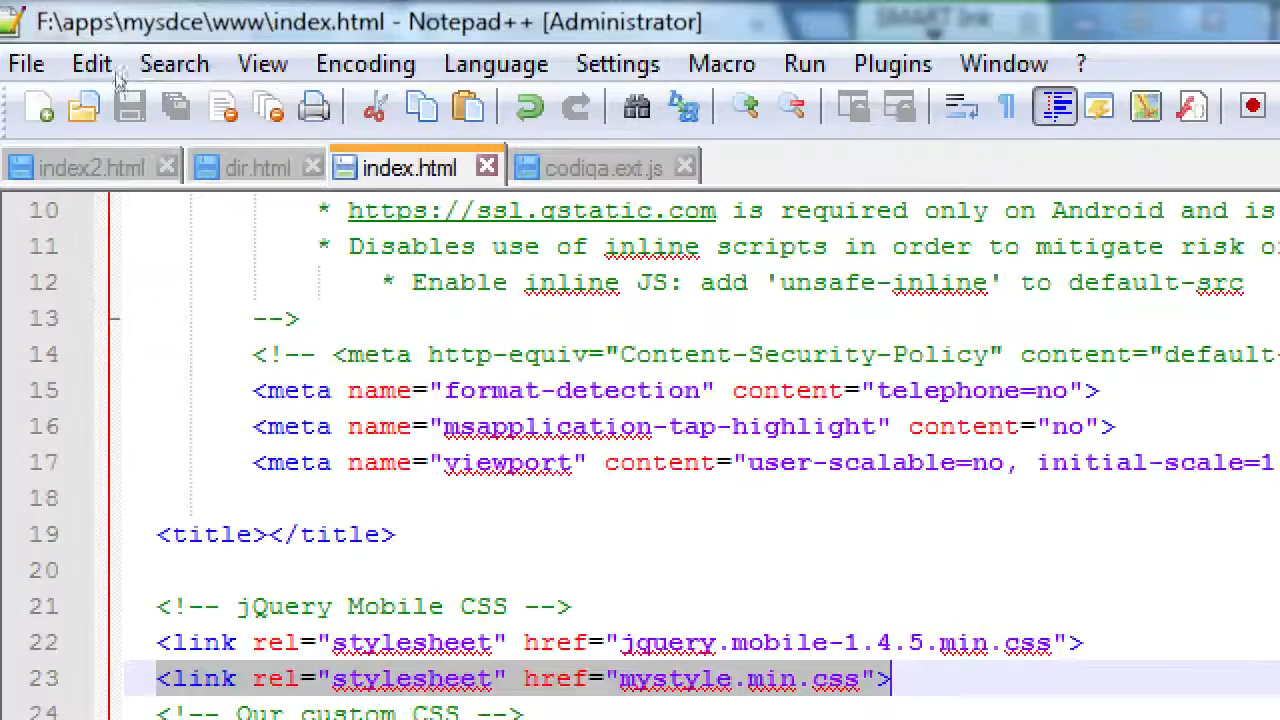 F:\apps\mysdce\www\index.html - Notepad++ [Administrator]
SMART Ink
File Edit Search View Encoding Language Settings Macro Run Plugins Window ?
index2.html dir.html index.html codiqa.ext.js
10 * https://ssl.gstatic.com is required only on Android and is
11 * Disables use of inline scripts in order to mitigate risk o
12 * Enable inline JS: add 'unsafe-inline' to default-src
13 -->
14 <!-- <meta http-equiv="Content-Security-Policy" content="default-
15 <meta name="format-detection" content="telephone=no">
16 <meta name="msapplication-tap-highlight" content="no">
17 <meta name="viewport" content="user-scalable=no, initial-scale=1
18
19 <title></title>
20
21 <!-- jQuery Mobile CSS -->
22 <link rel="stylesheet" href="jquery.mobile-1.4.5.min.css">
23 <link rel="stylesheet" href="mystyle.min.css">
24 <!-- Our custom CSS -->